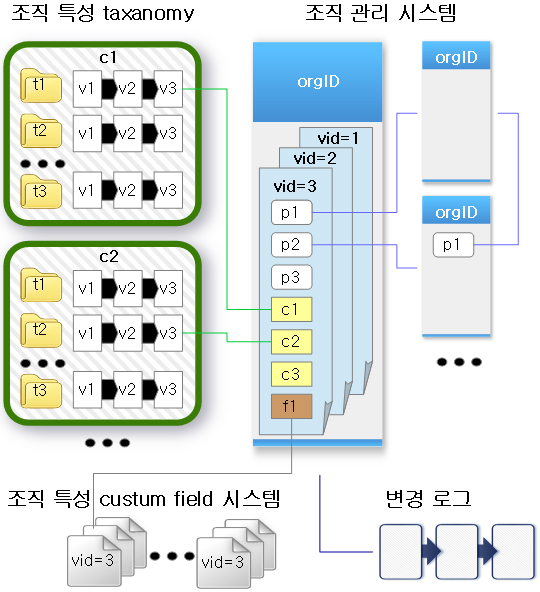 조직 특성 taxanomy
조직 관리 시스템
c1
t1 v1 v2 v3
t2 v1 v2 v3
t3 v1 v2 v3
c2
t1 v1 v2 v3
t2 v1 v2 v3
t3 v1 v2 v3
orgID
vid=1
vid=2
vid=3
p1
p2
p3
c1
c2
c3
f1
orgID
orgID
p1
조직 특성 custum field 시스템
vid=3
vid=3
변경 로그